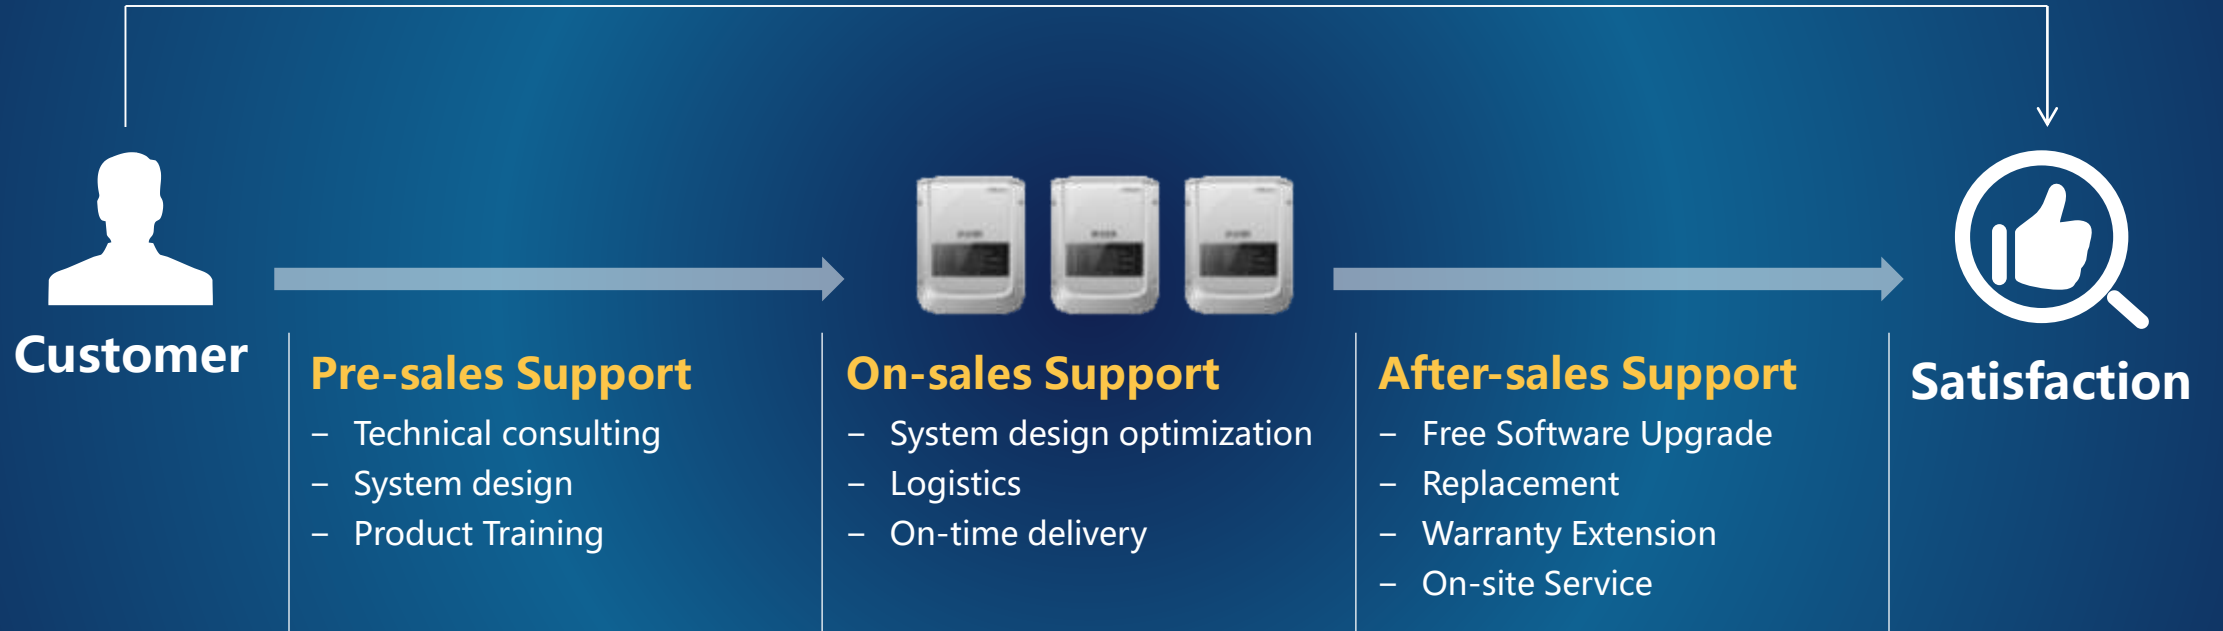 Customer
Pre-sales Support
– Technical consulting
– System design
– Product Training
On-sales Support
– System design optimization
– Logistics
– On-time delivery
After-sales Support
– Free Software Upgrade
– Replacement
– Warranty Extension
– On-site Service
Satisfaction